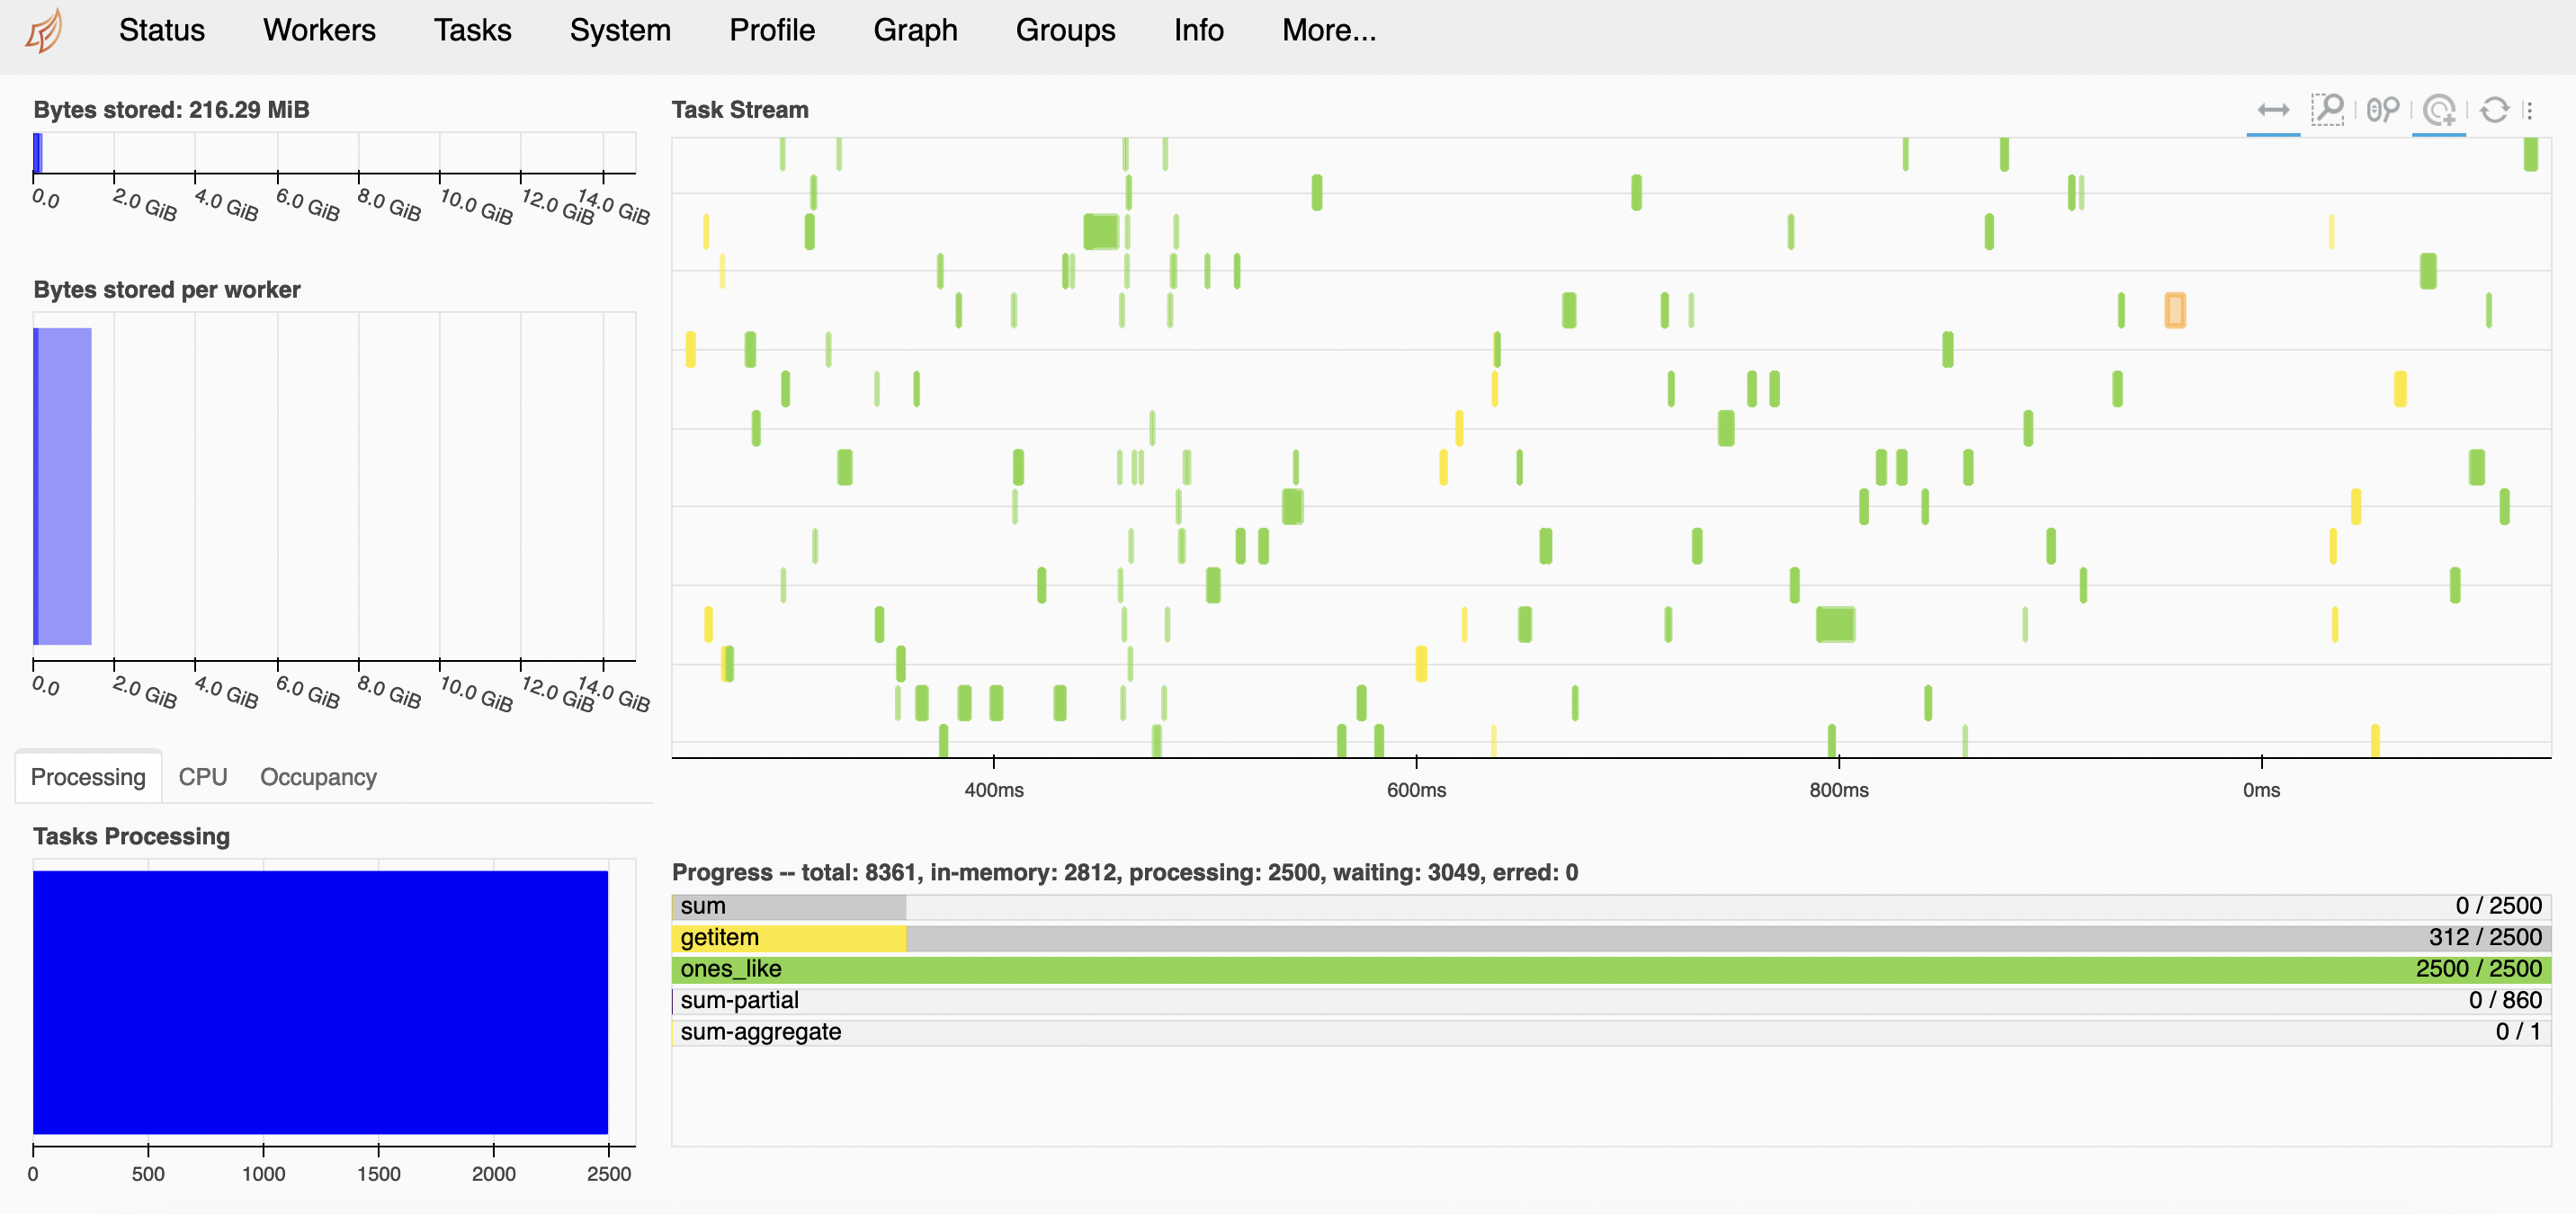 Status Workers Tasks System Profile Graph Groups Info More...
Bytes stored: 216.29 MiB
0.0 2.0 GiB 4.0 GiB 6.0 GiB 8.0 GiB 10.0 GiB 12.0 GiB 14.0 GiB
Bytes stored per worker
0.0 2.0 GiB 4.0 GiB 6.0 GiB 8.0 GiB 10.0 GiB 12.0 GiB 14.0 GiB
Processing CPU Occupancy
Tasks Processing
0 500 1000 1500 2000 2500
Task Stream
400ms 600ms 800ms 0ms
Progress -- total: 8361, in-memory: 2812, processing: 2500, waiting: 3049, erred: 0
sum 0 / 2500
getitem 312 / 2500
ones_like 2500 / 2500
sum-partial 0 / 860
sum-aggregate 0 / 1